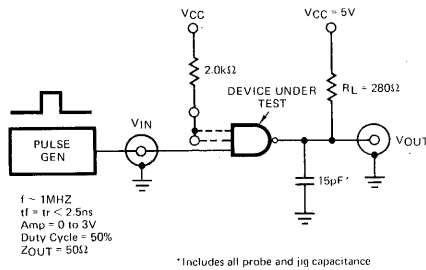 VCC
VCC = 5V
2.0kΩ
DEVICE UNDER
TEST
RL = 280Ω
VIN
PULSE
GEN
VOUT
15pF*
f ~ 1MHZ
tf = tr < 2.5ns
Amp = 0 to 3V
Duty Cycle = 50%
ZOUT = 50Ω
*Includes all probe and jig capacitance